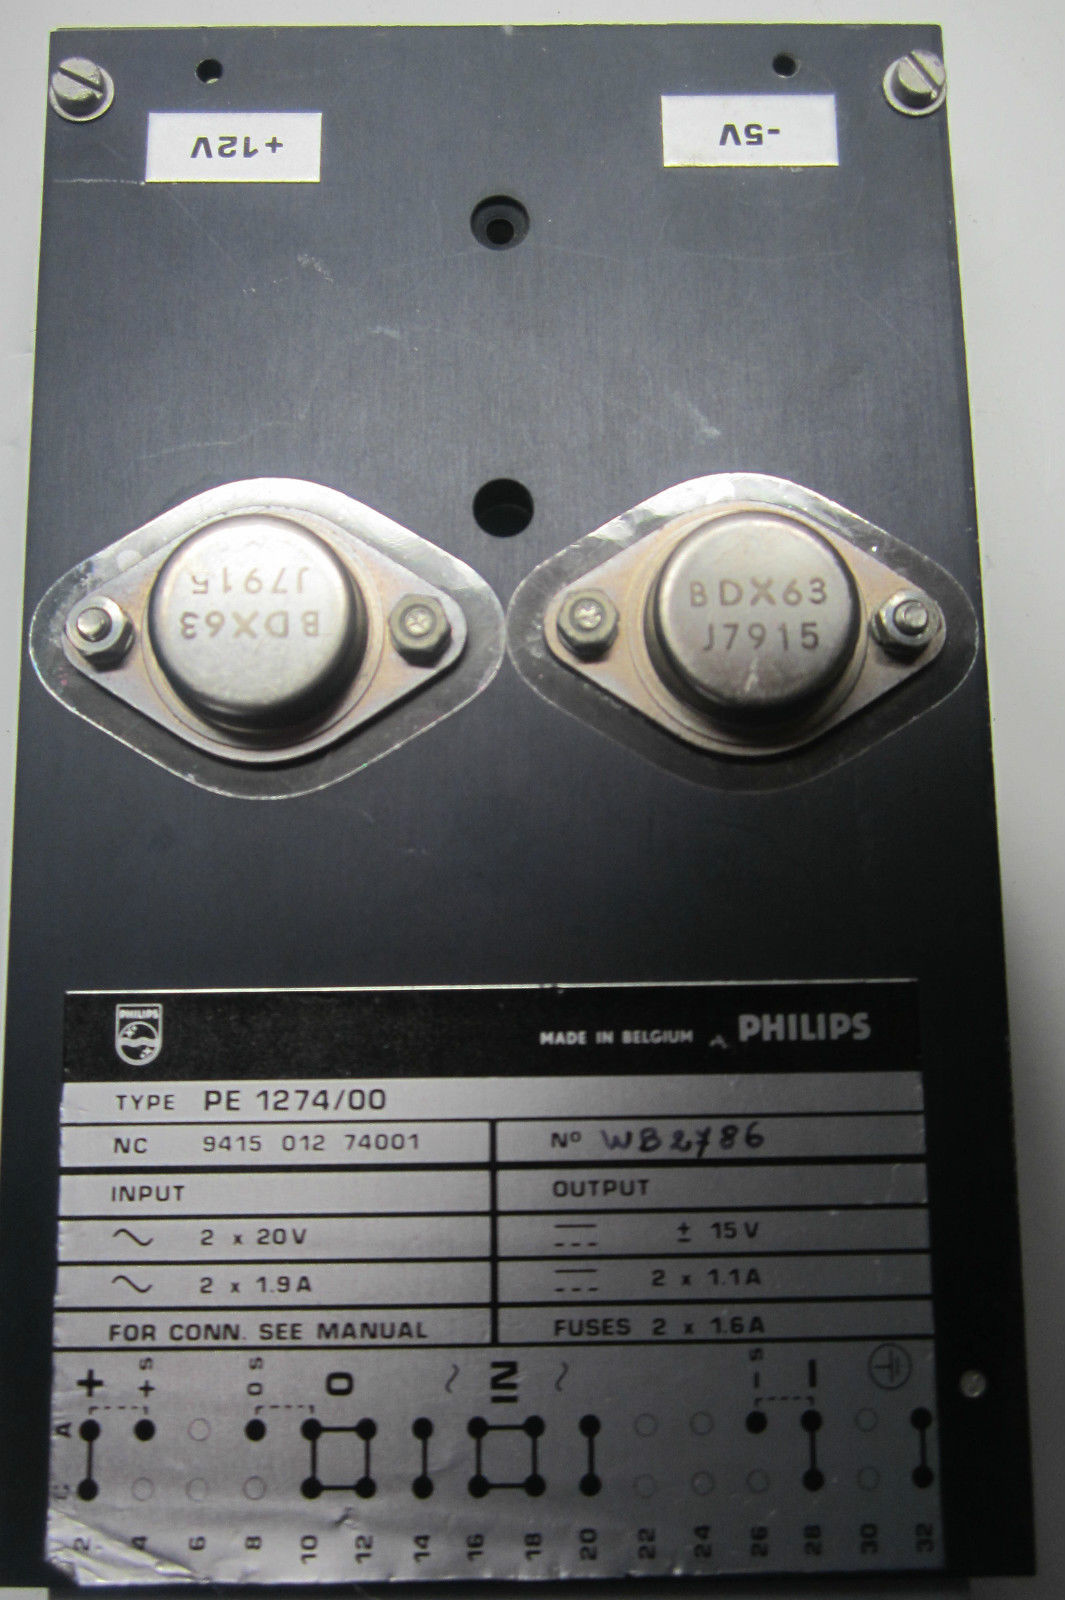 +12V
-5V
BDX63
J7915
BDX63
J7915
PHILIPS
MADE IN BELGIUM
PHILIPS
TYPE PE 1274/00
NC 9415 012 74001
Nº WB2786
INPUT
OUTPUT
~ 2 x 20V
± 15V
~ 2 x 1.9A
2 x 1.1A
FOR CONN. SEE MANUAL
FUSES 2 x 1.6A
+ +S 0S 0 ~ IN ~ -S -
A
C
2 4 6 8 10 12 14 16 18 20 22 24 26 28 30 32